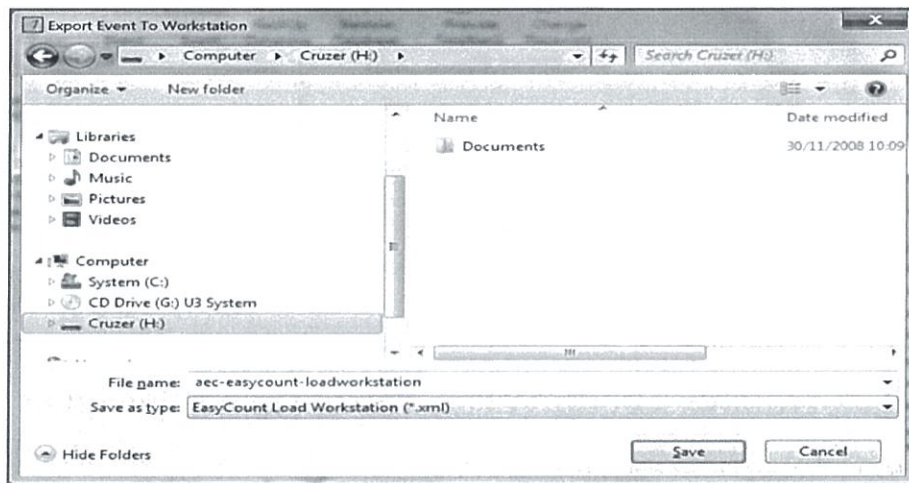 Export Event To Workstation
Computer Cruzer (H:)
Search Cruzer (H:)
Organize New folder
Name Date modified
Libraries
Documents
Music
Pictures
Videos
Documents 30/11/2008 10:09
Computer
System (C:)
CD Drive (G:) U3 System
Cruzer (H:)
File name: aec-easycount-loadworkstation
Save as type: EasyCount Load Workstation (*.xml)
Hide Folders
Save
Cancel